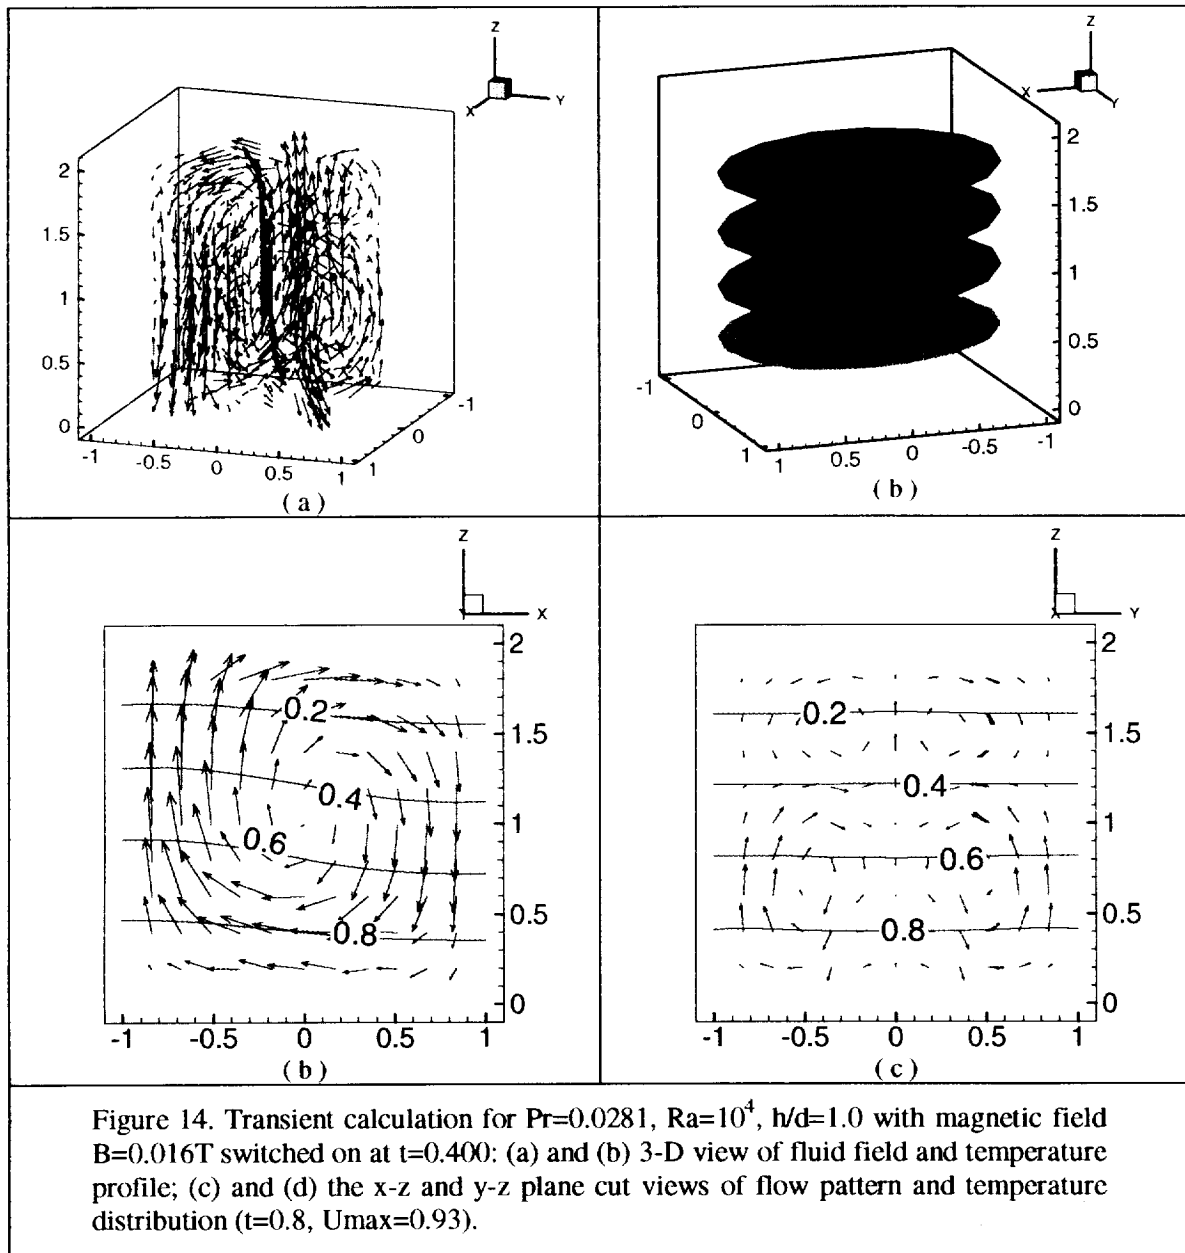 Z
X
Y
2
1.5
1
0.5
0
-1
-0.5
0
0.5
1
1
0
-1
( a )
Z
X
Y
2
1.5
1
0.5
0
-1
0
1
1
0.5
0
-0.5
-1
( b )
Z
X
0.2
0.4
0.6
0.8
2
1.5
1
0.5
0
-1
-0.5
0
0.5
1
( b )
Z
X
Y
0.2
0.4
0.6
0.8
2
1.5
1
0.5
0
-1
-0.5
0
0.5
1
( c )
Figure 14. Transient calculation for Pr=0.0281, Ra=10⁴, h/d=1.0 with magnetic field
B=0.016T switched on at t=0.400: (a) and (b) 3-D view of fluid field and temperature
profile; (c) and (d) the x-z and y-z plane cut views of flow pattern and temperature
distribution (t=0.8, Umax=0.93).